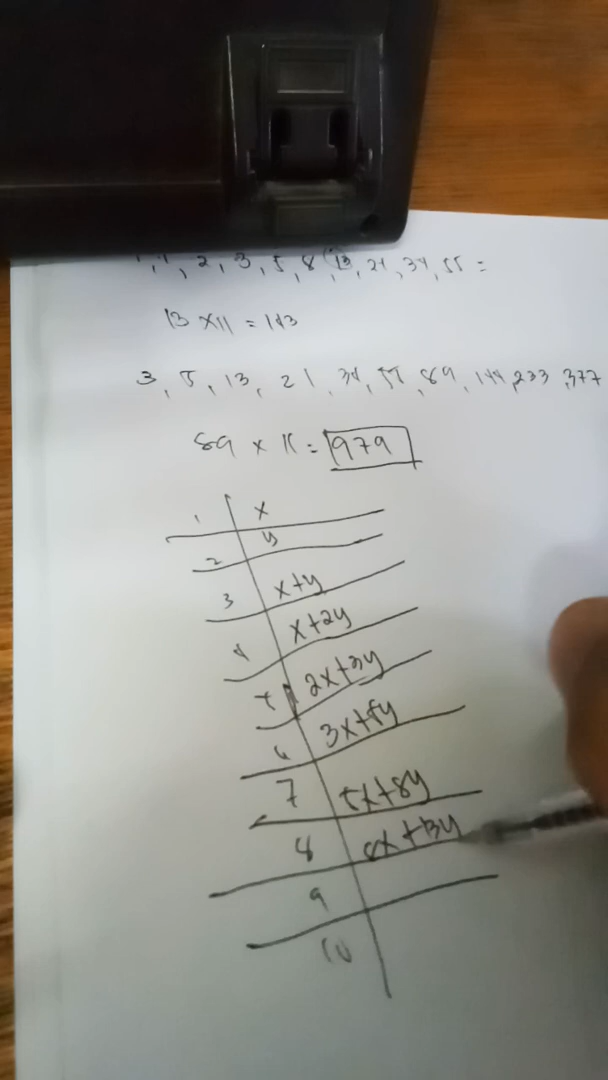 1, 1, 2, 3, 5, 8, 13, 21, 34, 55 =
13 x 11 = 143
3, 5, 13, 21, 34, 55, 89, 144, 233, 377
89 x 11 = 979
1 x
2 y
3 x+y
4 x+2y
5 2x+3y
6 3x+5y
7 5x+8y
8 8x+13y
9
10